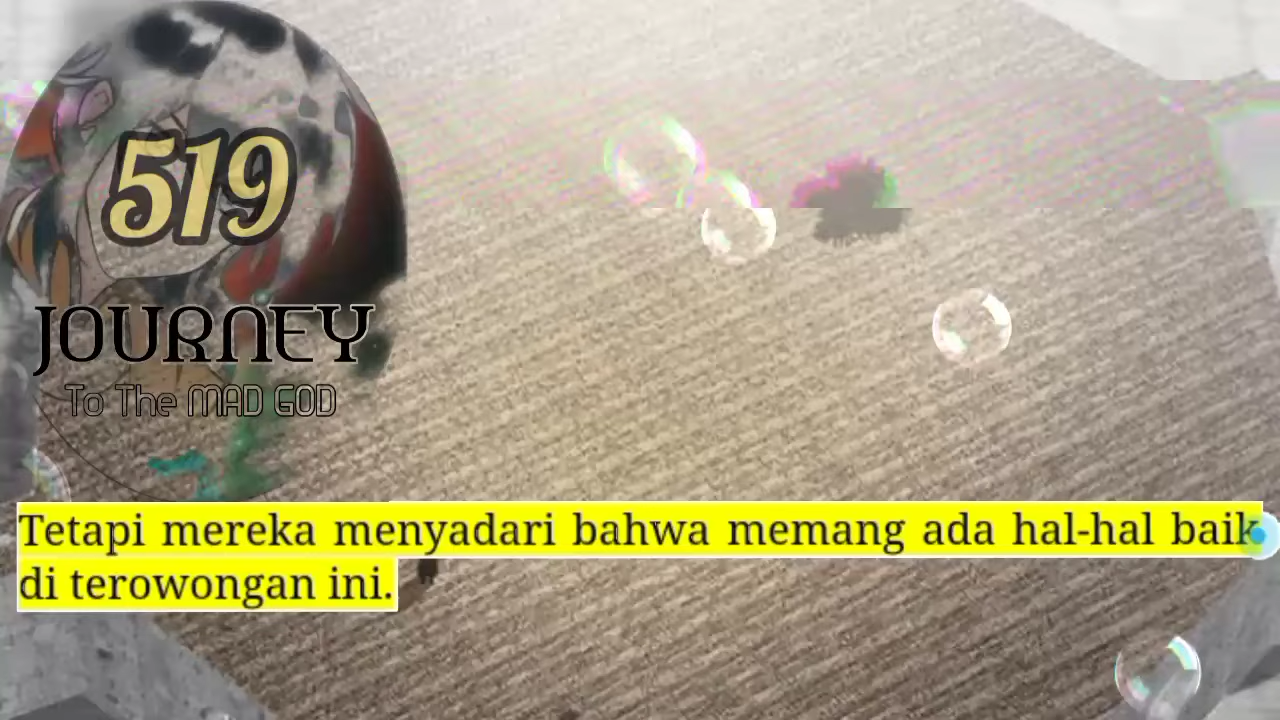 519
JOURNEY
To The MAD GOD
Tetapi mereka menyadari bahwa memang ada hal-hal baik
di terowongan ini.